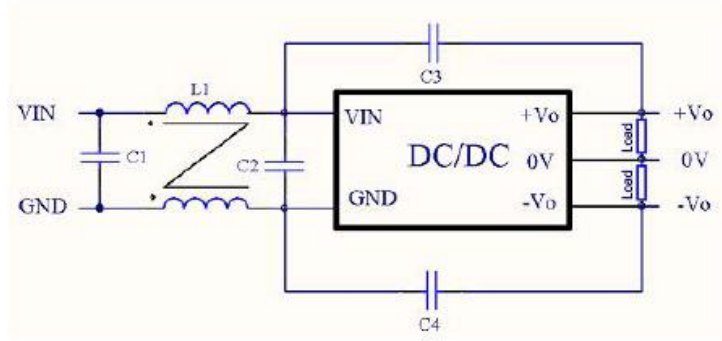 C3
L1
VIN
VIN
+Vo
+Vo
Load
C1
C2
DC/DC
0V
0V
Load
GND
GND
-Vo
-Vo
C4